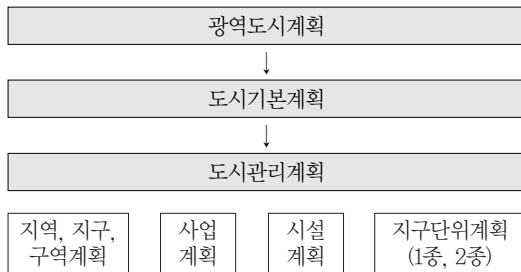 광역도시계획
↓
도시기본계획
↓
도시관리계획
지역, 지구,
구역계획
사업
계획
시설
계획
지구단위계획
(1종, 2종)